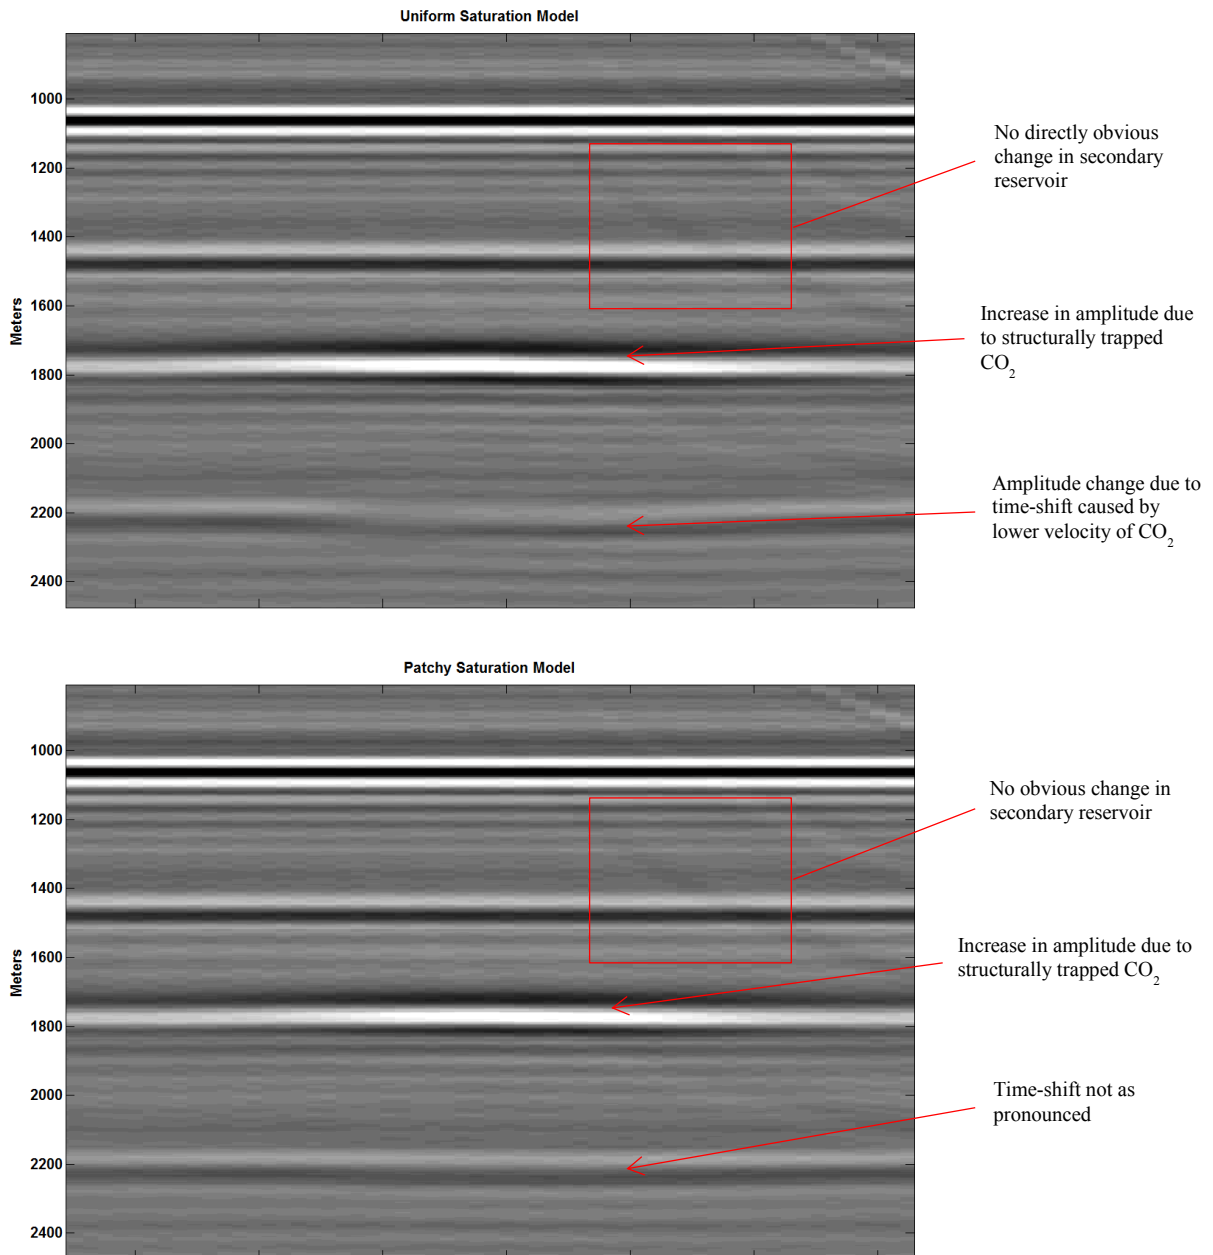 Uniform Saturation Model
Meters
1000
1200
1400
1600
1800
2000
2200
2400
No directly obvious
change in secondary
reservoir
Increase in amplitude due
to structurally trapped
CO2
Amplitude change due to
time-shift caused by
lower velocity of CO2
Patchy Saturation Model
Meters
1000
1200
1400
1600
1800
2000
2200
2400
No obvious change in
secondary reservoir
Increase in amplitude due to
structurally trapped CO2
Time-shift not as
pronounced